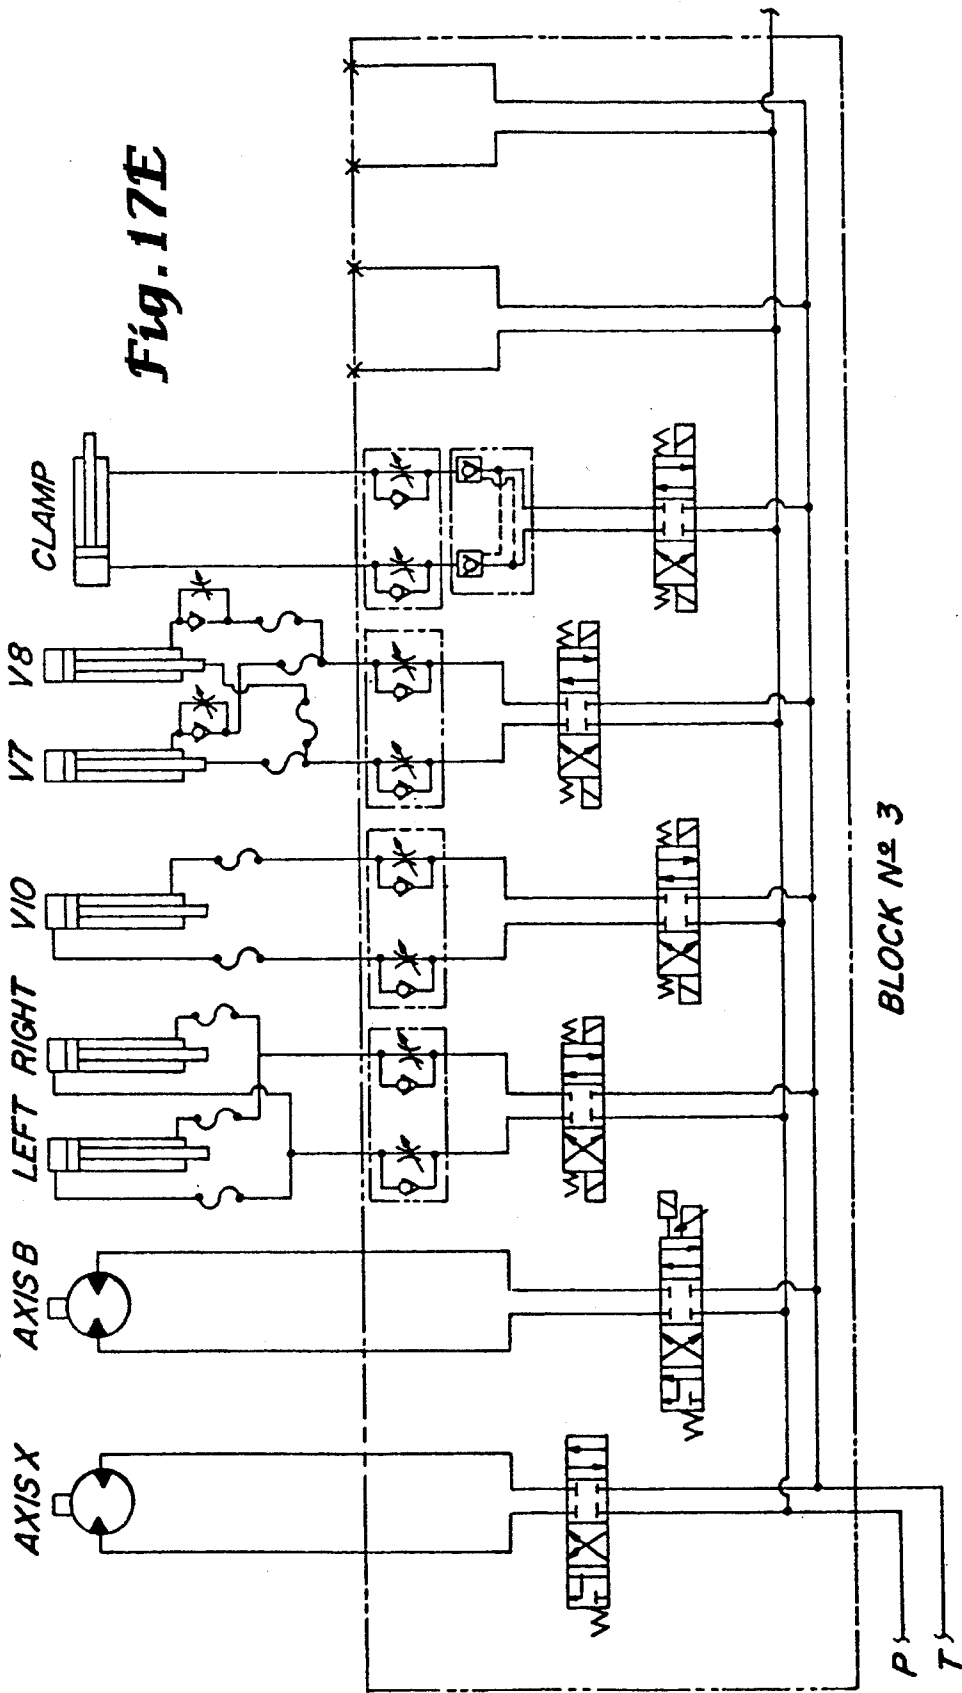 Fig. 17E
AXIS X
AXIS B
LEFT
RIGHT
V10
V7
V8
CLAMP
BLOCK Nº 3
P
T